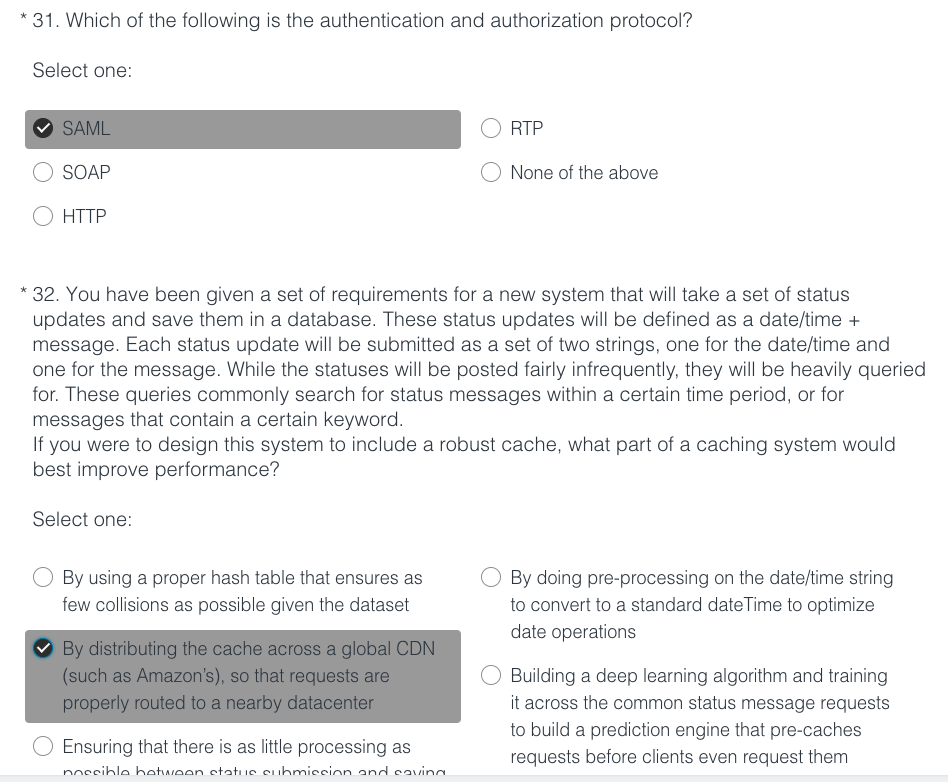 * 31. Which of the following is the authentication and authorization protocol?
Select one:
SAML
RTP
SOAP
None of the above
HTTP
* 32. You have been given a set of requirements for a new system that will take a set of status
updates and save them in a database. These status updates will be defined as a date/time +
message. Each status update will be submitted as a set of two strings, one for the date/time and
one for the message. While the statuses will be posted fairly infrequently, they will be heavily queried
for. These queries commonly search for status messages within a certain time period, or for
messages that contain a certain keyword.
If you were to design this system to include a robust cache, what part of a caching system would
best improve performance?
Select one:
By using a proper hash table that ensures as
few collisions as possible given the dataset
By distributing the cache across a global CDN
(such as Amazon's), so that requests are
properly routed to a nearby datacenter
Ensuring that there is as little processing as
possible between status submission and saving
By doing pre-processing on the date/time string
to convert to a standard dateTime to optimize
date operations
Building a deep learning algorithm and training
it across the common status message requests
to build a prediction engine that pre-caches
requests before clients even request them